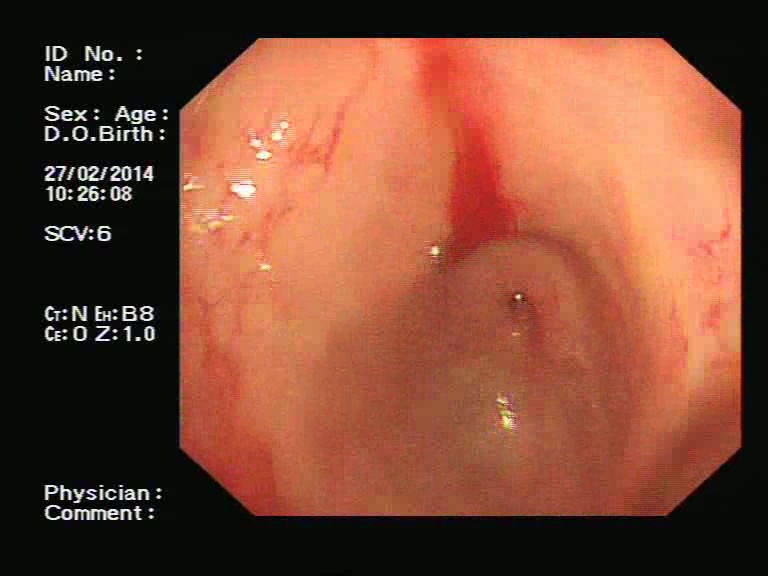 ID No. :
Name:
Sex: Age:
D.O.Birth:
27/02/2014
10:26:08
SCV:6
CT:N EH:B8
CE:0 Z:1.0
Physician:
Comment: